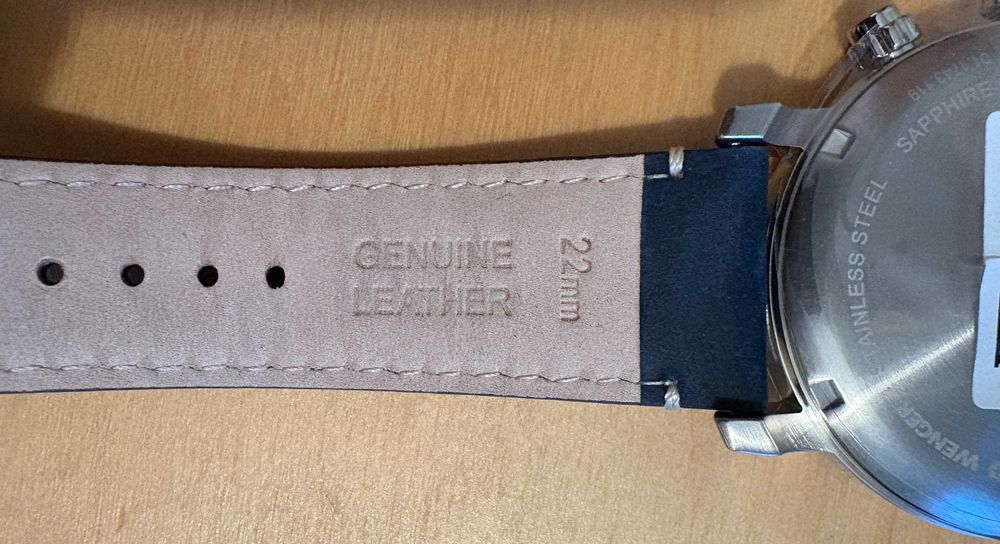 GENUINE
LEATHER
22mm
SAPPHIRE
STAINLESS STEEL
WENGER